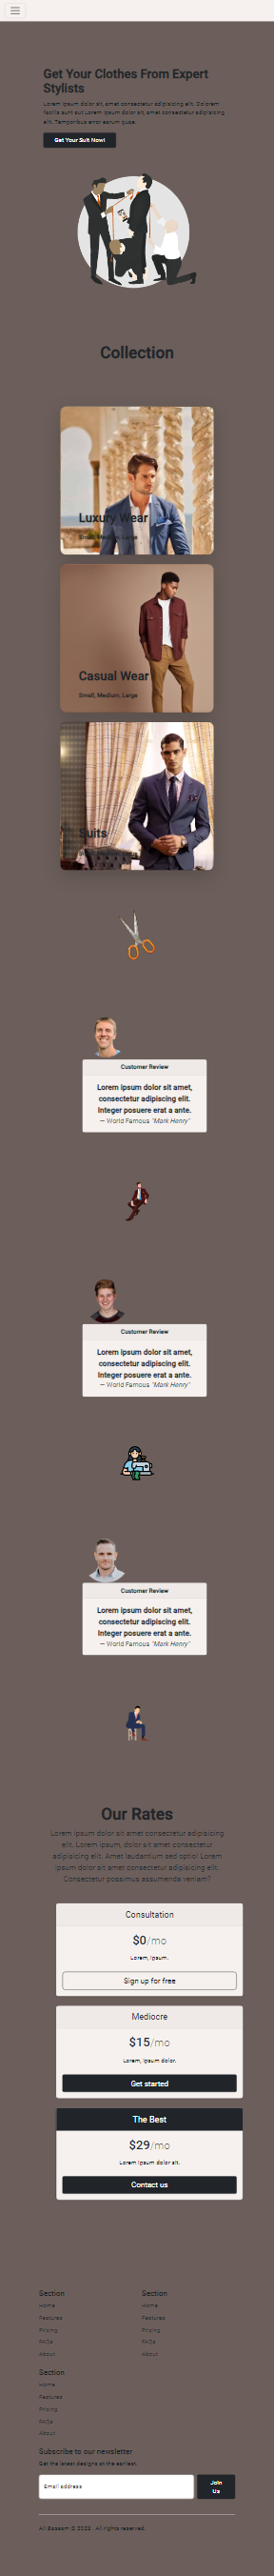 Get Your Clothes From Expert
Stylists
Lorem ipsum dolor sit, amet consectetur adipisicing elit. Dolorem
facilis sunt aut Lorem ipsum dolor sit, amet consectetur adipisicing
elit. Temporibus error earum quae.
Get Your Suit Now!
Collection
Luxury Wear
Small, Medium, Large
Casual Wear
Small, Medium, Large
Suits
Customer Review
Lorem ipsum dolor sit amet,
consectetur adipiscing elit.
Integer posuere erat a ante.
— World Famous "Mark Henry"
Customer Review
Lorem ipsum dolor sit amet,
consectetur adipiscing elit.
Integer posuere erat a ante.
— World Famous "Mark Henry"
Customer Review
Lorem ipsum dolor sit amet,
consectetur adipiscing elit.
Integer posuere erat a ante.
— World Famous "Mark Henry"
Our Rates
Lorem ipsum dolor sit amet consectetur adipisicing
elit. Lorem, ipsum dolor sit amet consectetur
adipisicing elit. Amet laudantium sed optio! Lorem
ipsum dolor sit amet consectetur adipisicing elit.
Consectetur possimus assumenda veniam?
Consultation
$0/mo
Lorem, ipsum.
Sign up for free
Mediocre
$15/mo
Lorem, ipsum dolor.
Get started
The Best
$29/mo
Lorem ipsum dolor sit.
Contact us
Section
Home
Features
Pricing
FAQs
About
Section
Home
Features
Pricing
FAQs
About
Section
Home
Features
Pricing
FAQs
About
Subscribe to our newsletter
Get the latest designs at the earliest.
Email address
Join
Us
All rights reserved.